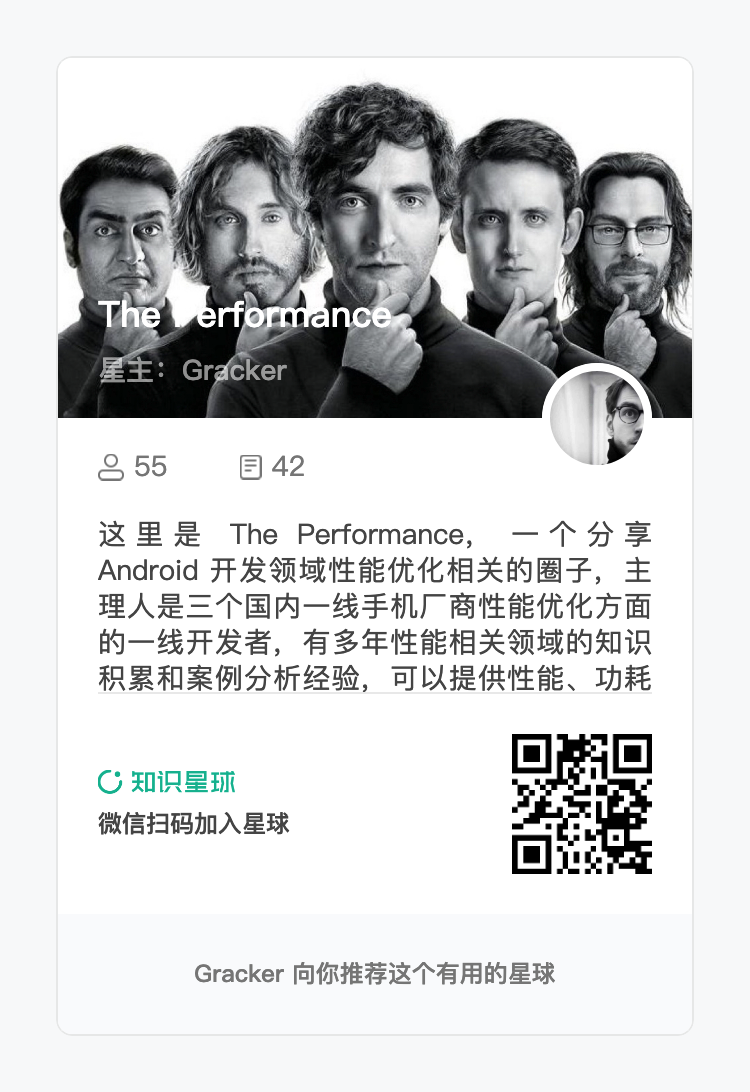 The Performance
星主：Gracker
55
42
这里是 The Performance，一个分享
Android 开发领域性能优化相关的圈子，主
理人是三个国内一线手机厂商性能优化方面
的一线开发者，有多年性能相关领域的知识
积累和案例分析经验，可以提供性能、功耗
知识星球
微信扫码加入星球
Gracker 向你推荐这个有用的星球